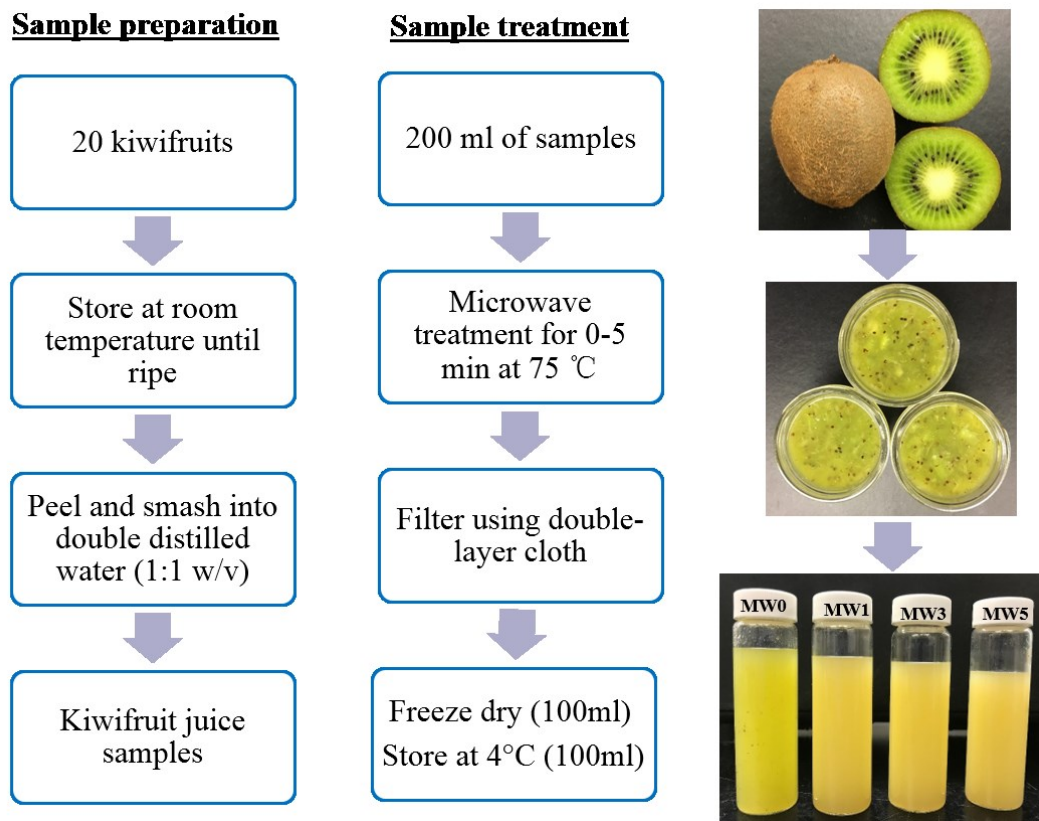 Sample preparation
20 kiwifruits
Store at room
temperature until
ripe
Peel and smash into
double distilled
water (1:1 w/v)
Kiwifruit juice
samples
Sample treatment
200 ml of samples
Microwave
treatment for 0-5
min at 75 ℃
Filter using double-
layer cloth
Freeze dry (100ml)
Store at 4°C (100ml)
MW0 MW1 MW3 MW5